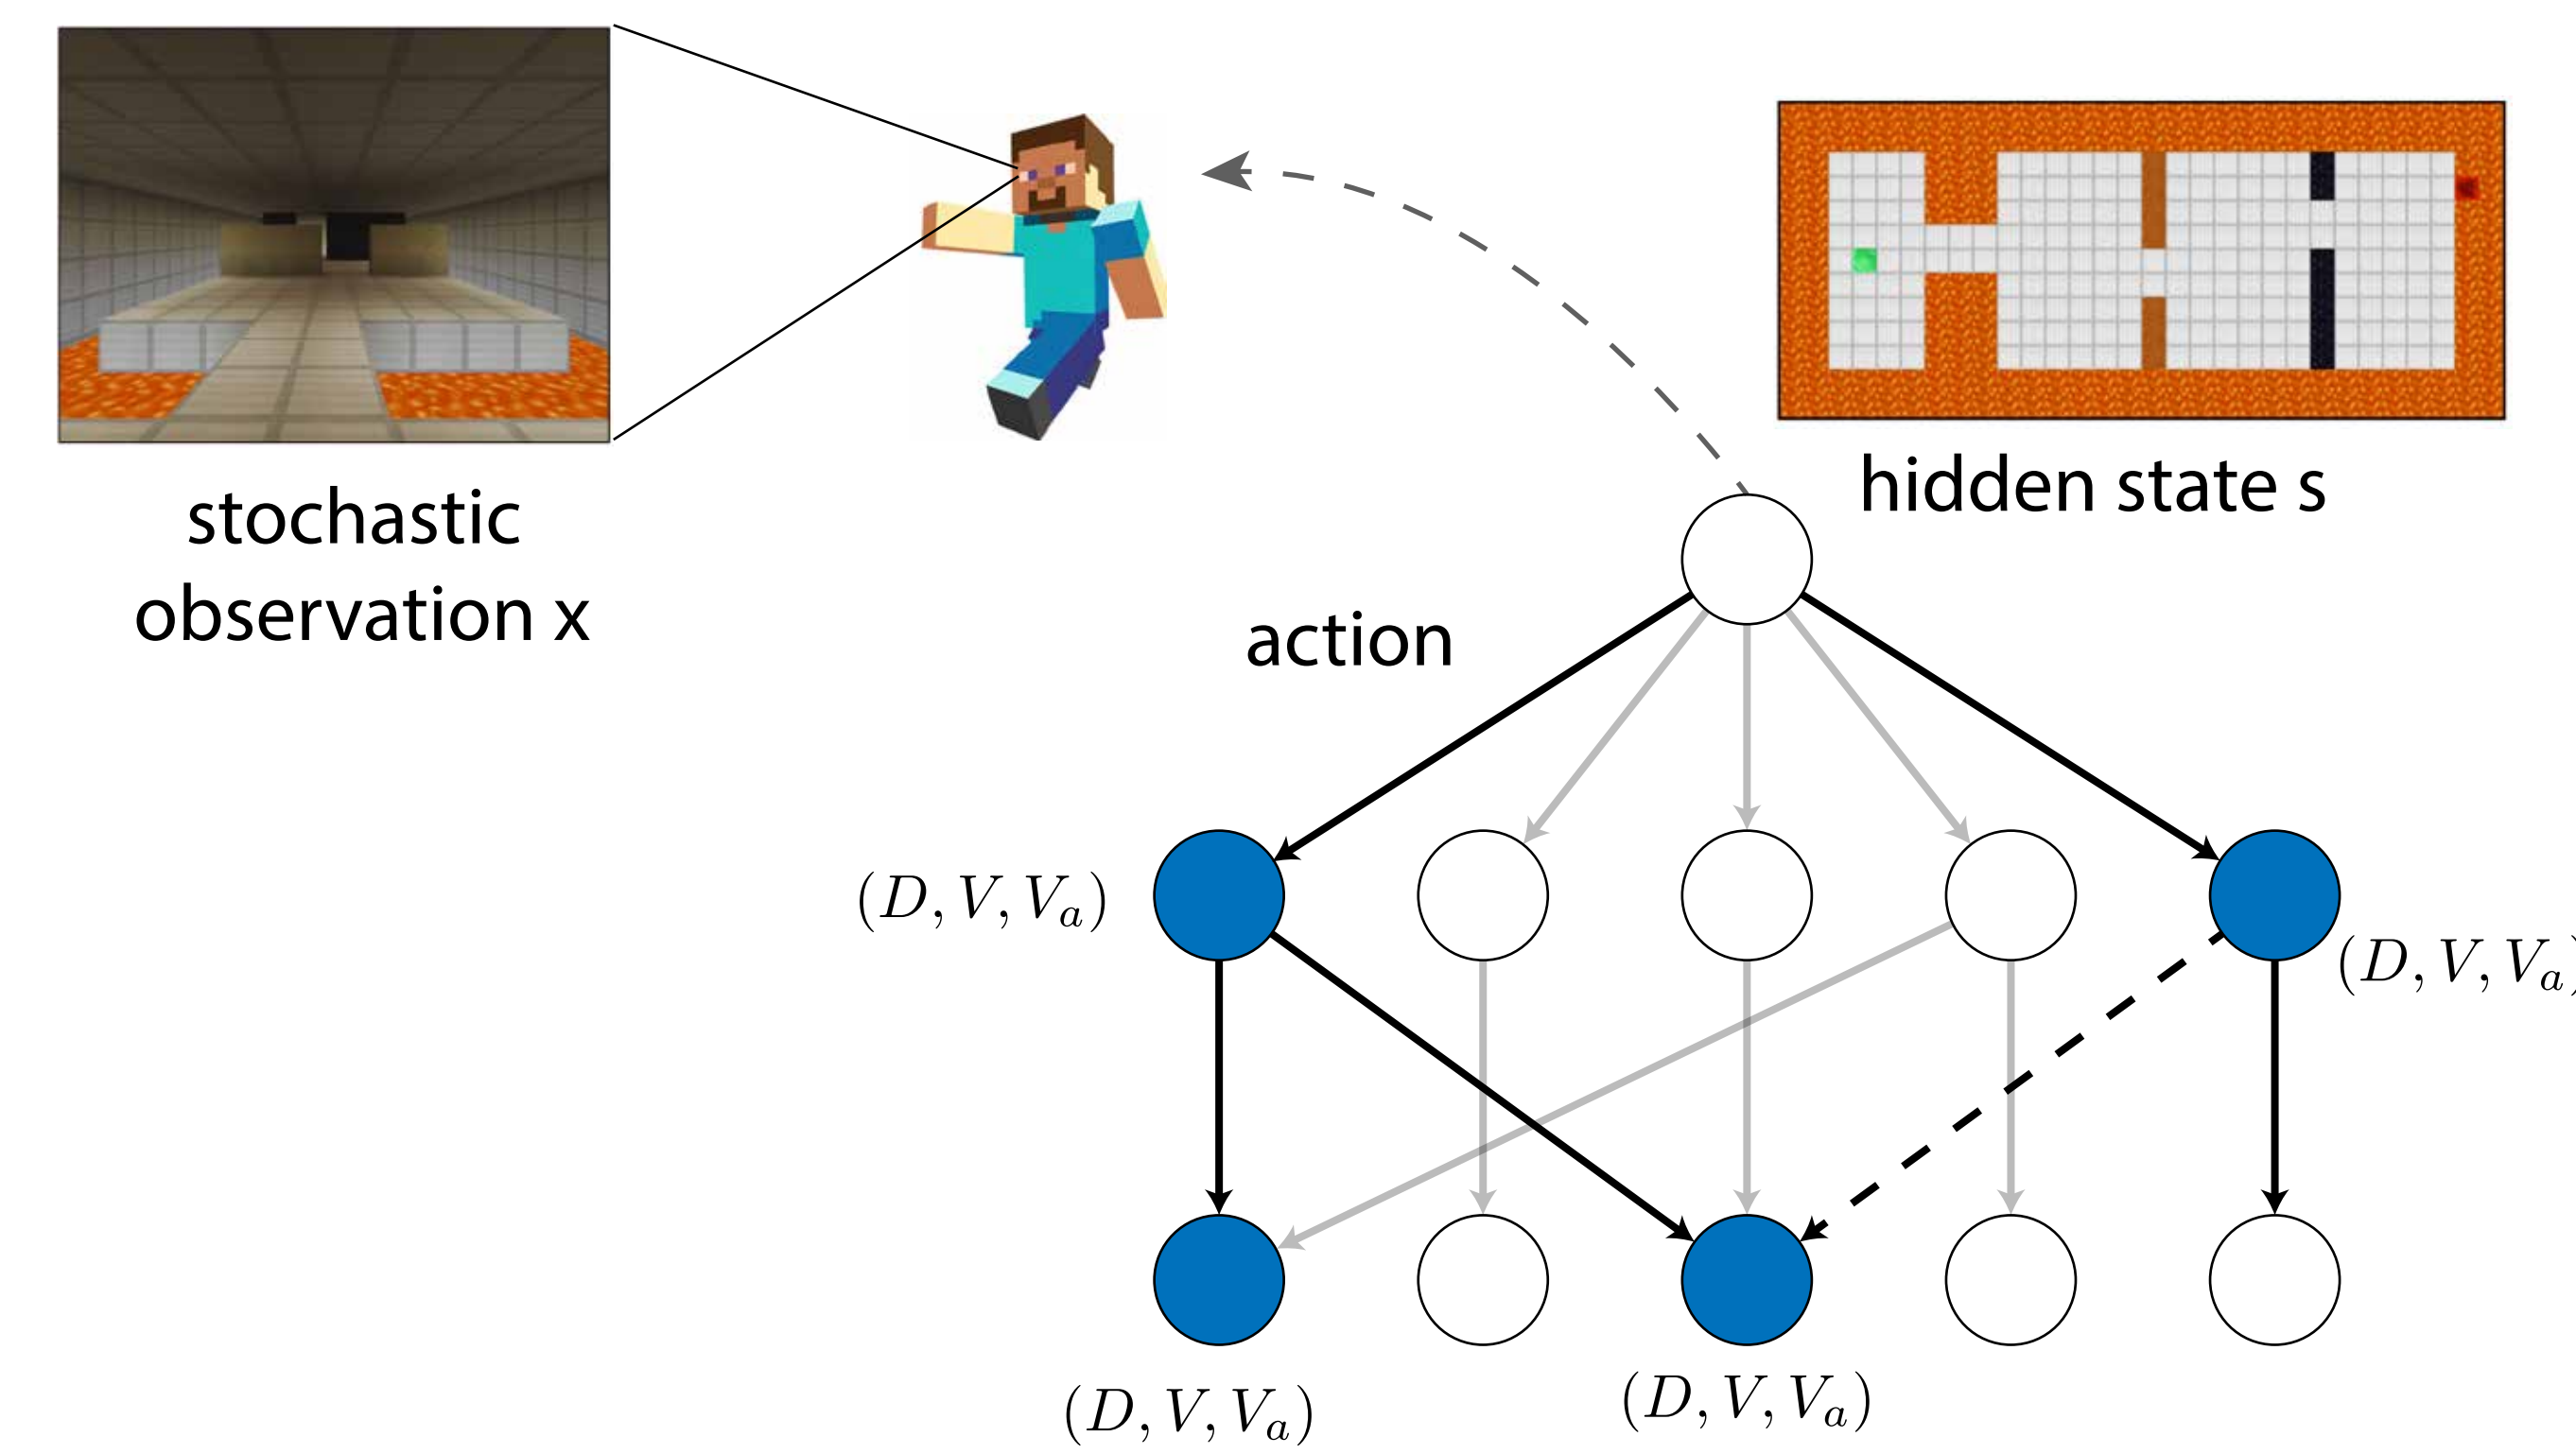 stochastic
observation x
hidden state s
action
(D, V, V_a)
(D, V, V_a)
(D, V, V_a)
(D, V, V_a)